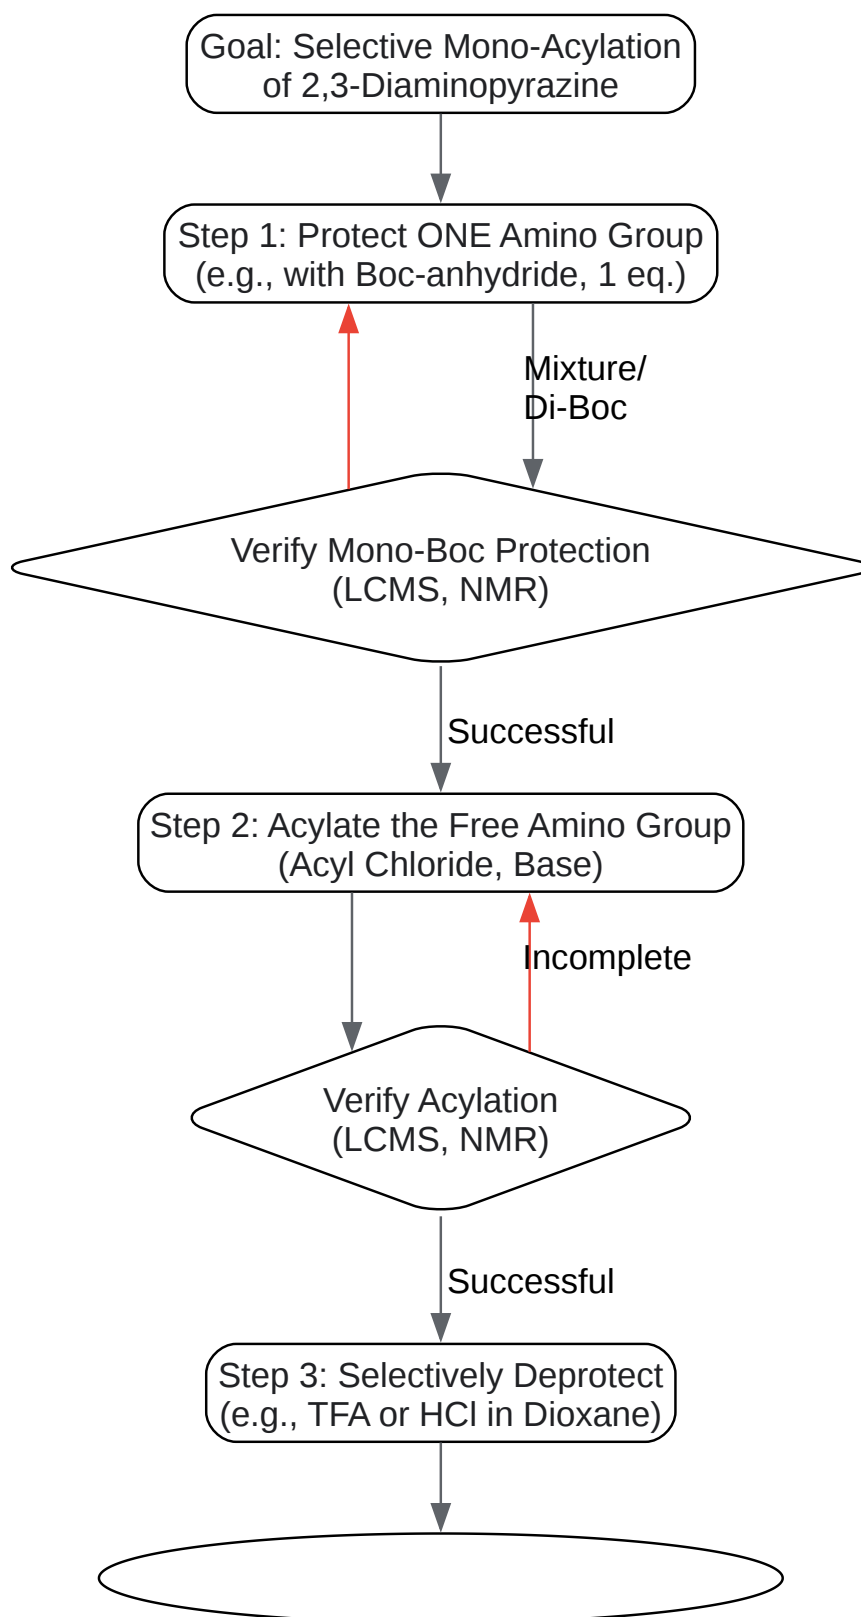 Goal: Selective Mono-Acylation
of 2,3-Diaminopyrazine
Step 1: Protect ONE Amino Group
(e.g., with Boc-anhydride, 1 eq.)
Mixture/
Di-Boc
Verify Mono-Boc Protection
(LCMS, NMR)
Successful
Step 2: Acylate the Free Amino Group
(Acyl Chloride, Base)
Incomplete
Verify Acylation
(LCMS, NMR)
Successful
Step 3: Selectively Deprotect
(e.g., TFA or HCl in Dioxane)